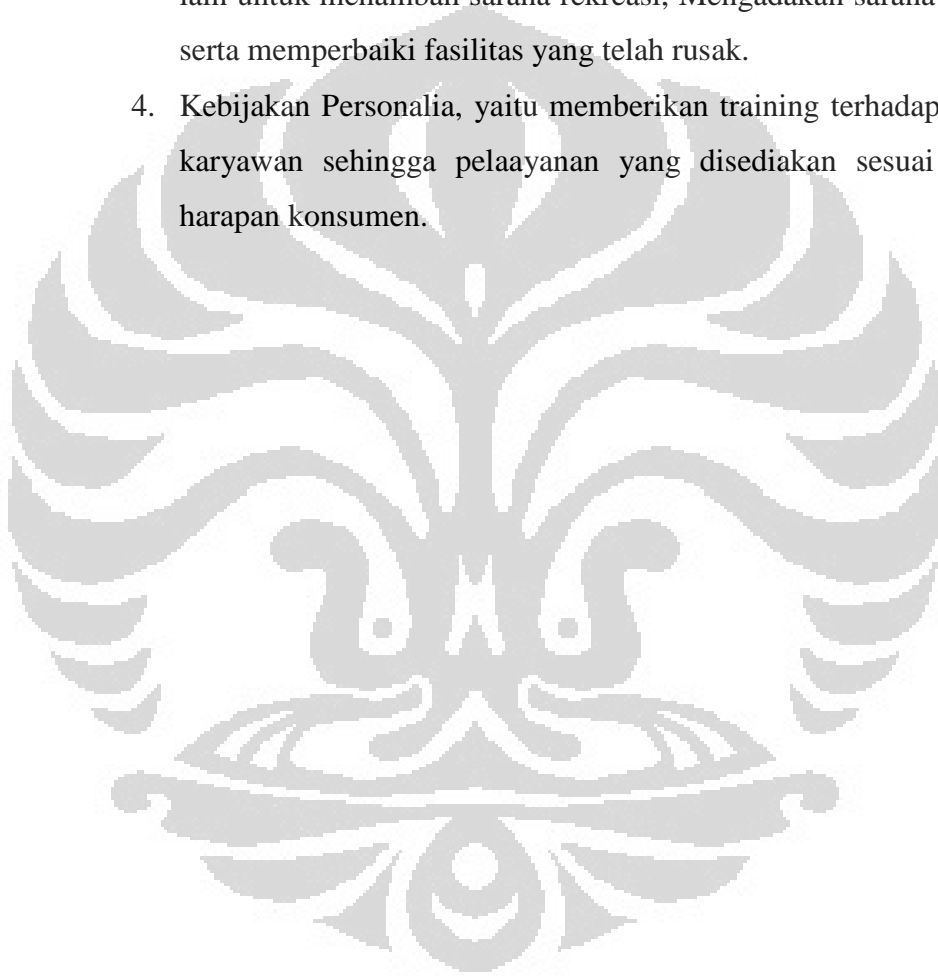 lain untuk menambah sarana rekreasi, Mengadakan sarana
serta memperbaiki fasilitas yang telah rusak.
4. Kebijakan Personalia, yaitu memberikan training terhadap
karyawan sehingga pelaayanan yang disediakan sesuai
harapan konsumen.